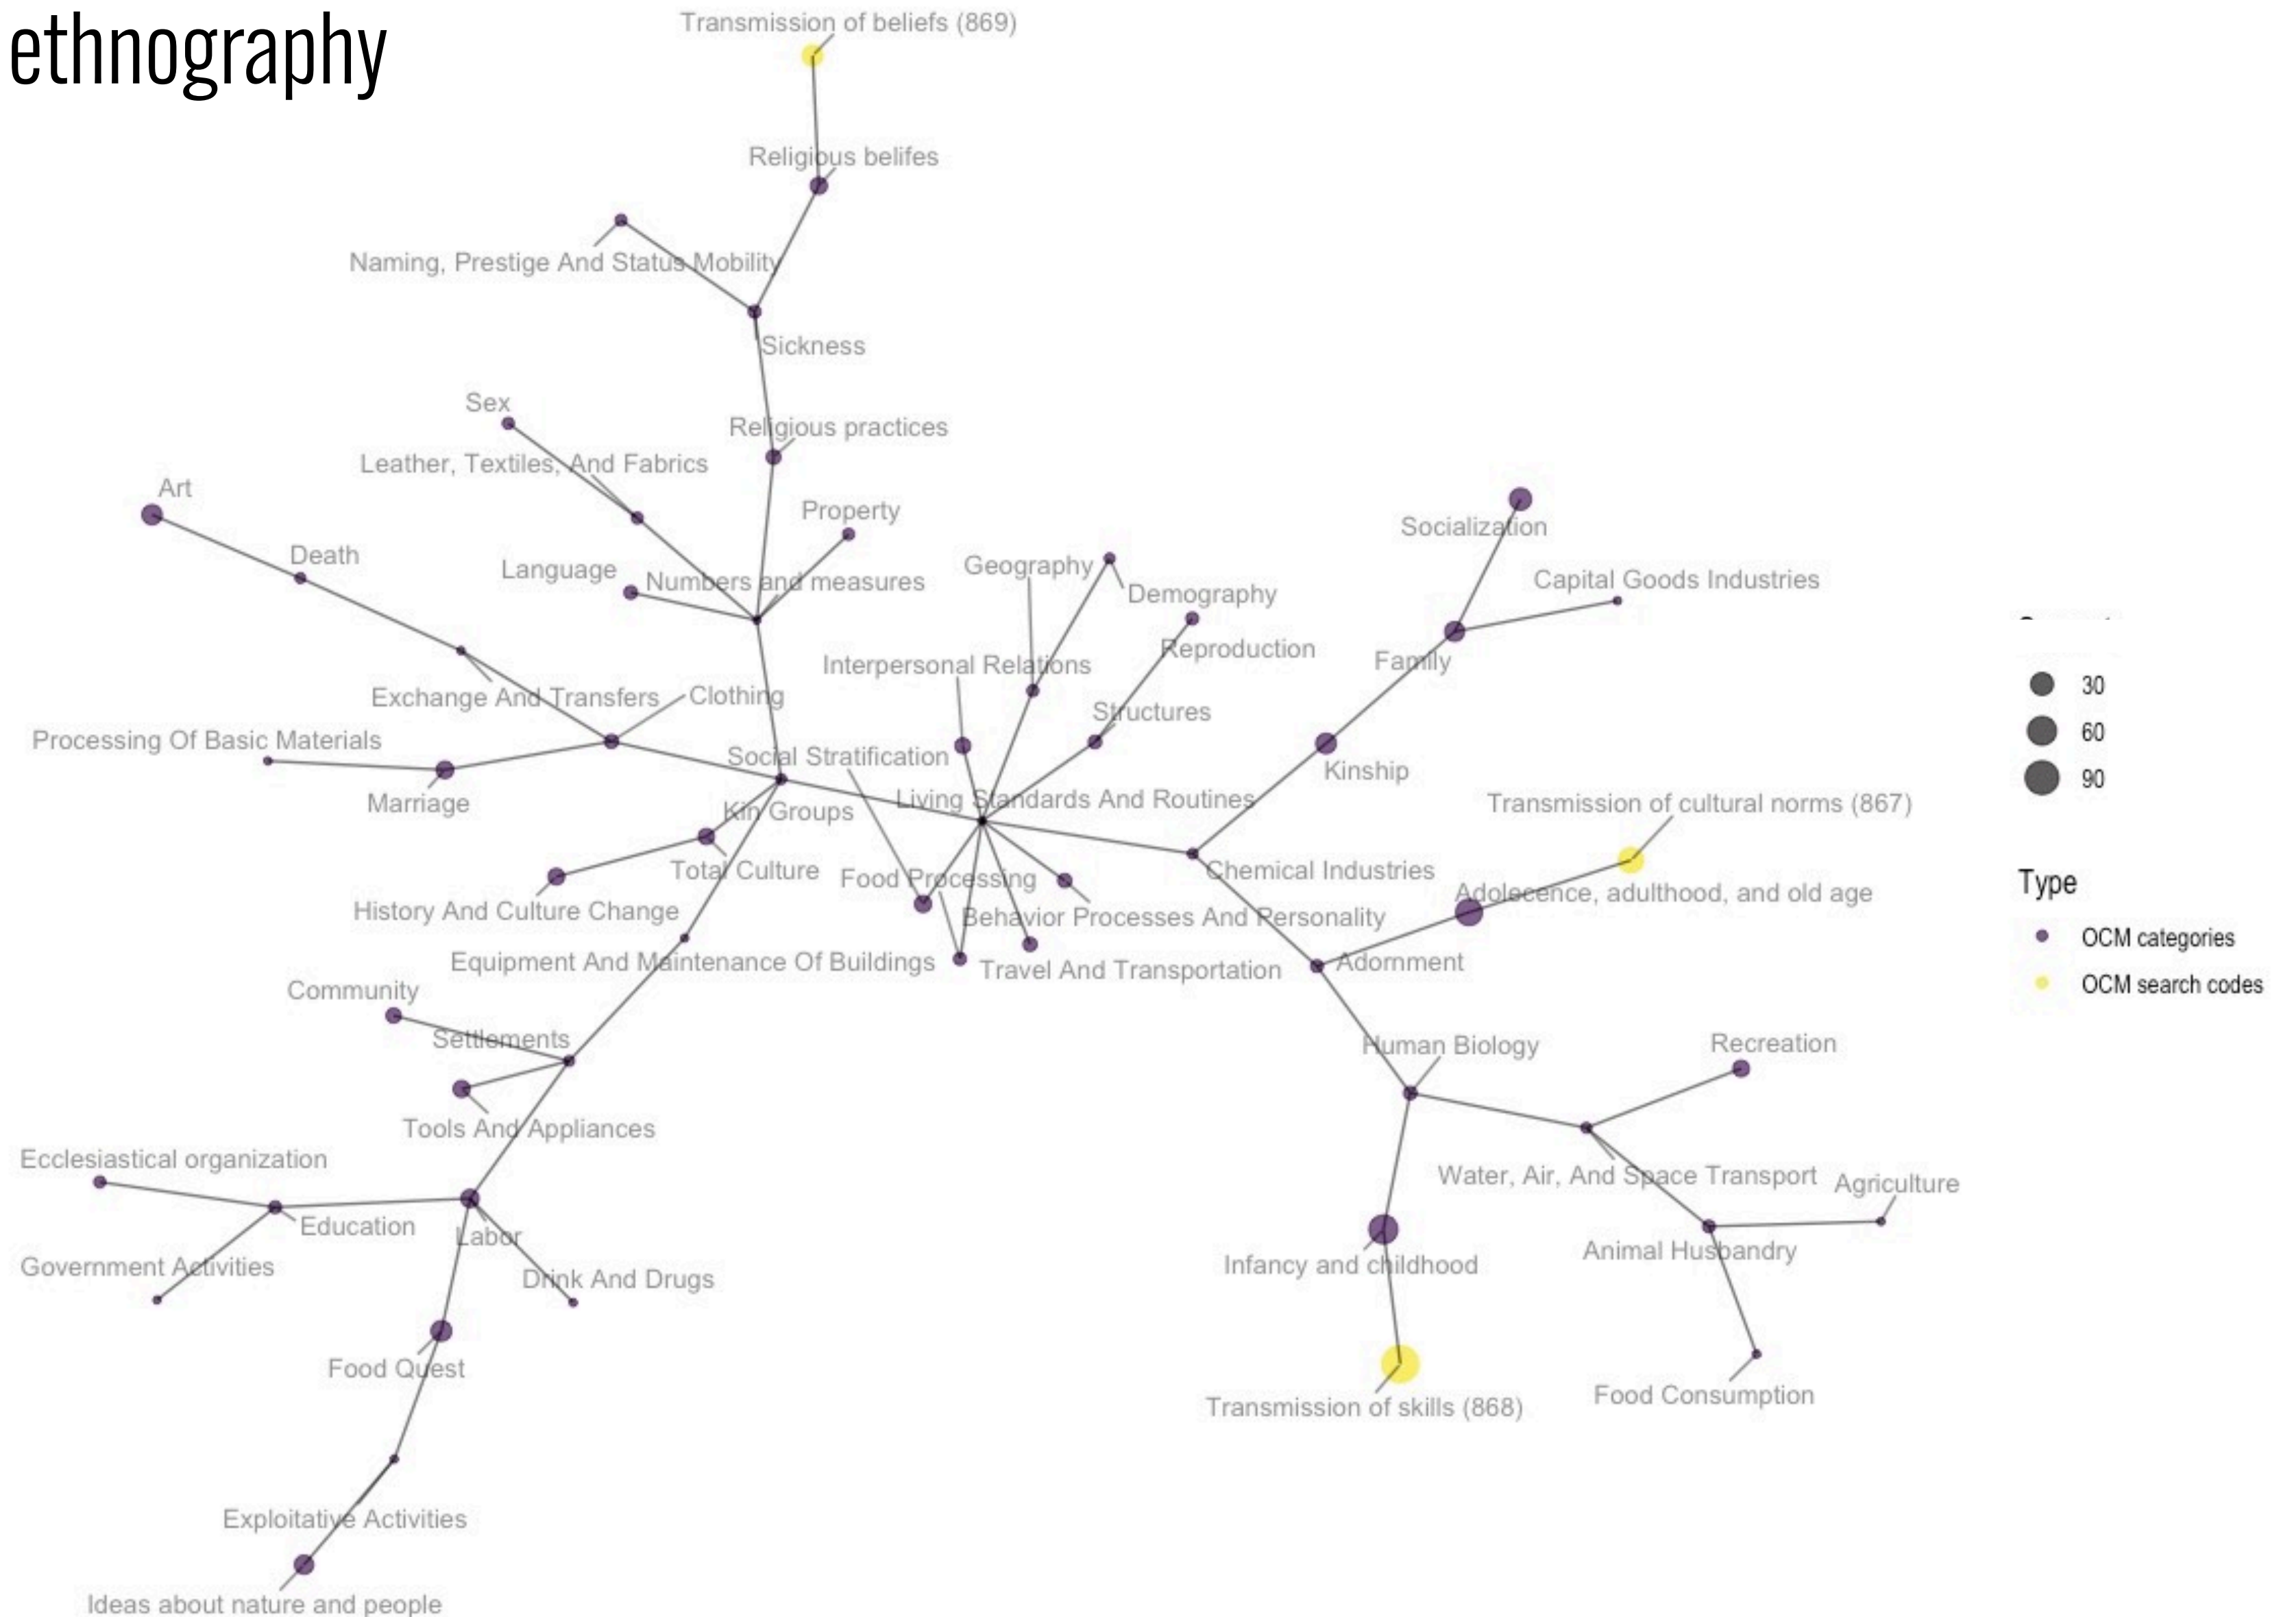 ethnography
Transmission of beliefs (869)
Religious belifes
Naming, Prestige And Status Mobility
Sickness
Sex
Religious practices
Leather, Textiles, And Fabrics
Art
Property
Death
Geography
Language
Numbers and measures
Demography
Socialization
Capital Goods Industries
Reproduction
Interpersonal Relations
Family
Exchange And Transfers
Clothing
Structures
Processing Of Basic Materials
Social Stratification
Kinship
Marriage
Living Standards And Routines
Transmission of cultural norms (867)
Kin Groups
Total Culture
Food Processing
Chemical Industries
Adolecence, adulthood, and old age
History And Culture Change
Behavior Processes And Personality
Equipment And Maintenance Of Buildings
Travel And Transportation
Adornment
Community
Settlements
Human Biology
Recreation
Tools And Appliances
Ecclesiastical organization
Water, Air, And Space Transport
Agriculture
Education
Labor
Government Activities
Drink And Drugs
Infancy and childhood
Animal Husbandry
Food Quest
Food Consumption
Transmission of skills (868)
Exploitative Activities
Ideas about nature and people
30
60
90
Type
OCM categories
OCM search codes